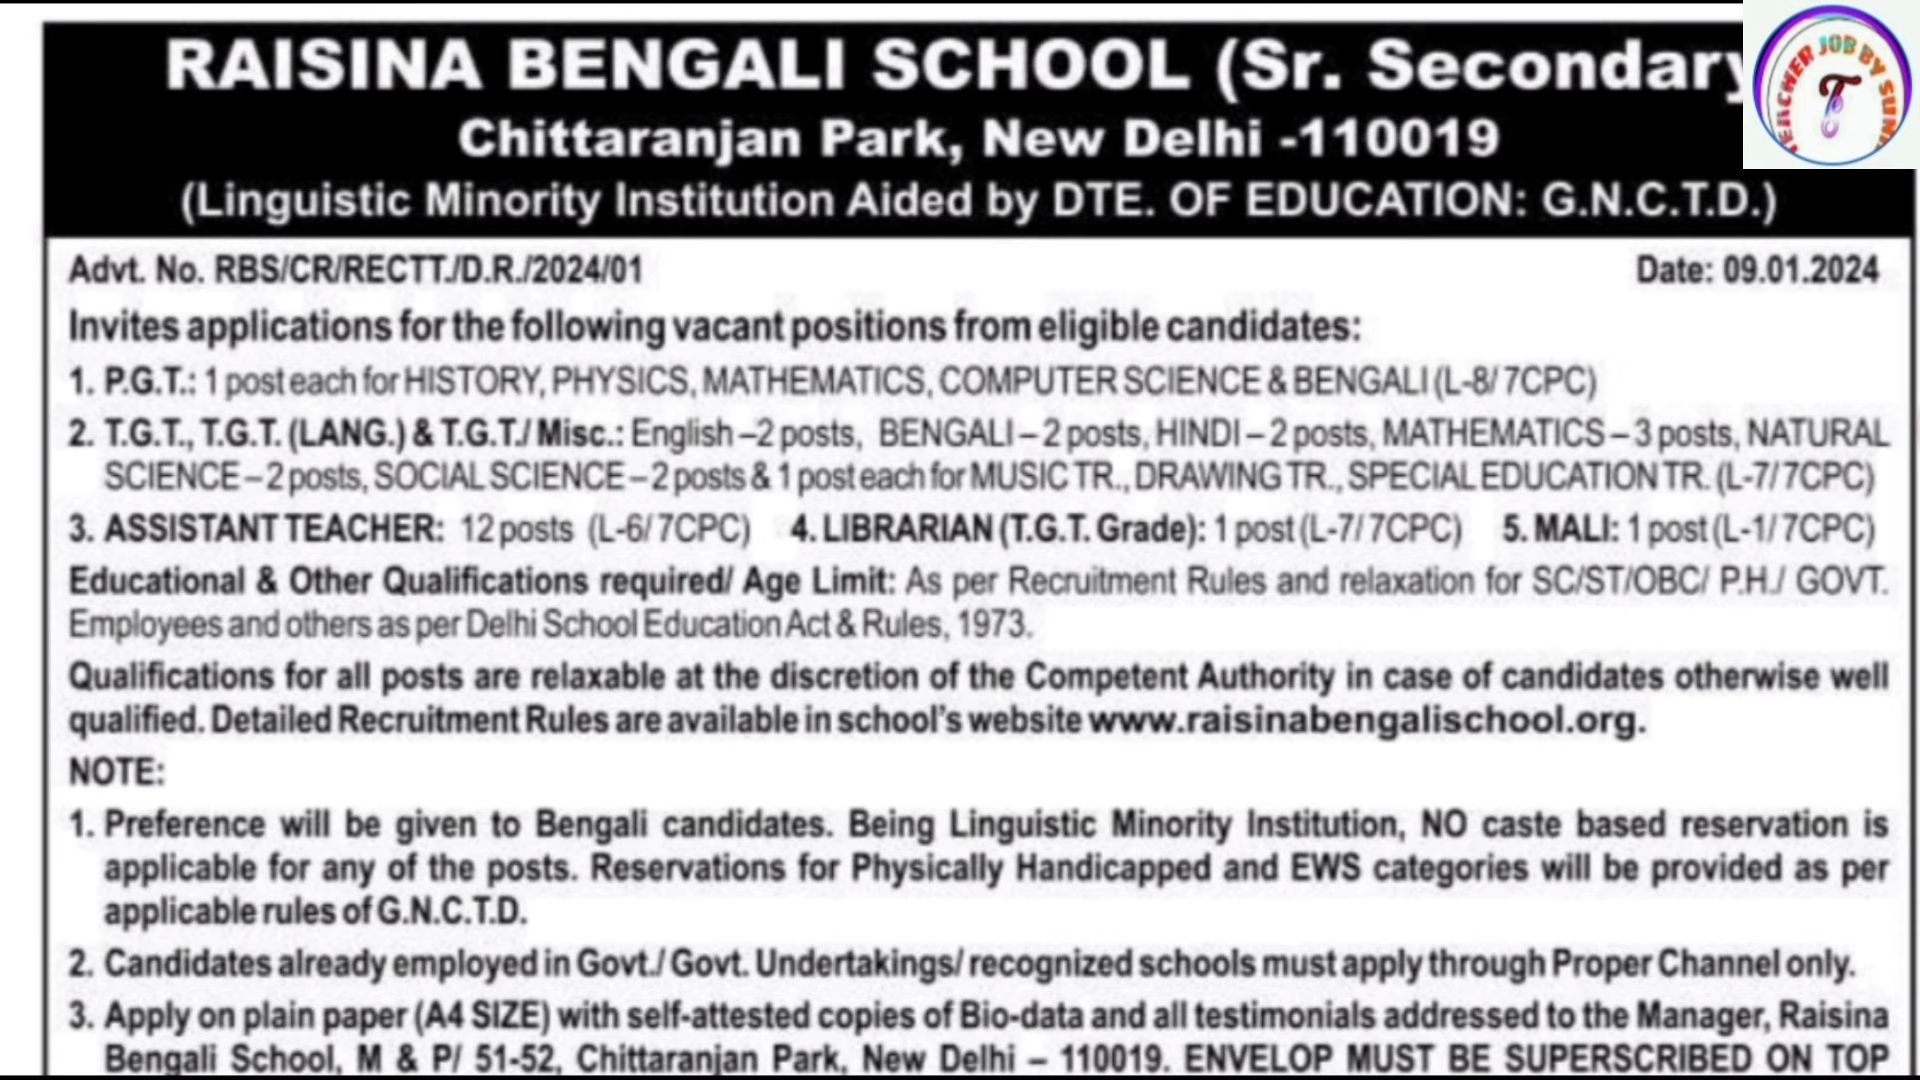 RAISINA BENGALI SCHOOL (Sr. Secondary
Chittaranjan Park, New Delhi -110019
(Linguistic Minority Institution Aided by DTE. OF EDUCATION: G.N.C.T.D.)
TEACHER JOB BY SUN
T
Advt. No. RBS/CR/RECTT./D.R./2024/01 Date: 09.01.2024
Invites applications for the following vacant positions from eligible candidates:
1. P.G.T.: 1 post each for HISTORY, PHYSICS, MATHEMATICS, COMPUTER SCIENCE & BENGALI (L-8/ 7CPC)
2. T.G.T., T.G.T. (LANG.) & T.G.T./ Misc.: English –2 posts, BENGALI – 2 posts, HINDI – 2 posts, MATHEMATICS – 3 posts, NATURAL
SCIENCE – 2 posts, SOCIAL SCIENCE – 2 posts & 1 post each for MUSIC TR., DRAWING TR., SPECIAL EDUCATION TR. (L-7/ 7CPC)
3. ASSISTANT TEACHER: 12 posts (L-6/ 7CPC) 4. LIBRARIAN (T.G.T. Grade): 1 post (L-7/ 7CPC) 5. MALI: 1 post (L-1/ 7CPC)
Educational & Other Qualifications required/ Age Limit: As per Recruitment Rules and relaxation for SC/ST/OBC/ P.H./ GOVT.
Employees and others as per Delhi School Education Act & Rules, 1973.
Qualifications for all posts are relaxable at the discretion of the Competent Authority in case of candidates otherwise well
qualified. Detailed Recruitment Rules are available in school's website www.raisinabengalischool.org.
NOTE:
1. Preference will be given to Bengali candidates. Being Linguistic Minority Institution, NO caste based reservation is
applicable for any of the posts. Reservations for Physically Handicapped and EWS categories will be provided as per
applicable rules of G.N.C.T.D.
2. Candidates already employed in Govt./ Govt. Undertakings/ recognized schools must apply through Proper Channel only.
3. Apply on plain paper (A4 SIZE) with self-attested copies of Bio-data and all testimonials addressed to the Manager, Raisina
Bengali School, M & P/ 51-52, Chittaranjan Park, New Delhi – 110019. ENVELOP MUST BE SUPERSCRIBED ON TOP